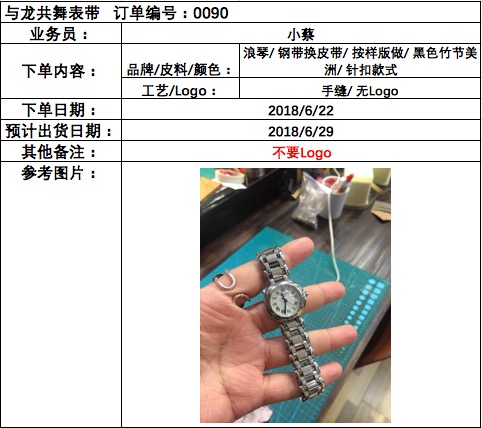 与龙共舞表带 订单编号：0090
业务员： 小蔡
下单内容： 品牌/皮料/颜色： 浪琴/ 钢带换皮带/ 按样版做/ 黑色竹节美
洲/ 针扣款式
工艺/Logo： 手缝/ 无Logo
下单日期： 2018/6/22
预计出货日期： 2018/6/29
其他备注： 不要Logo
参考图片：